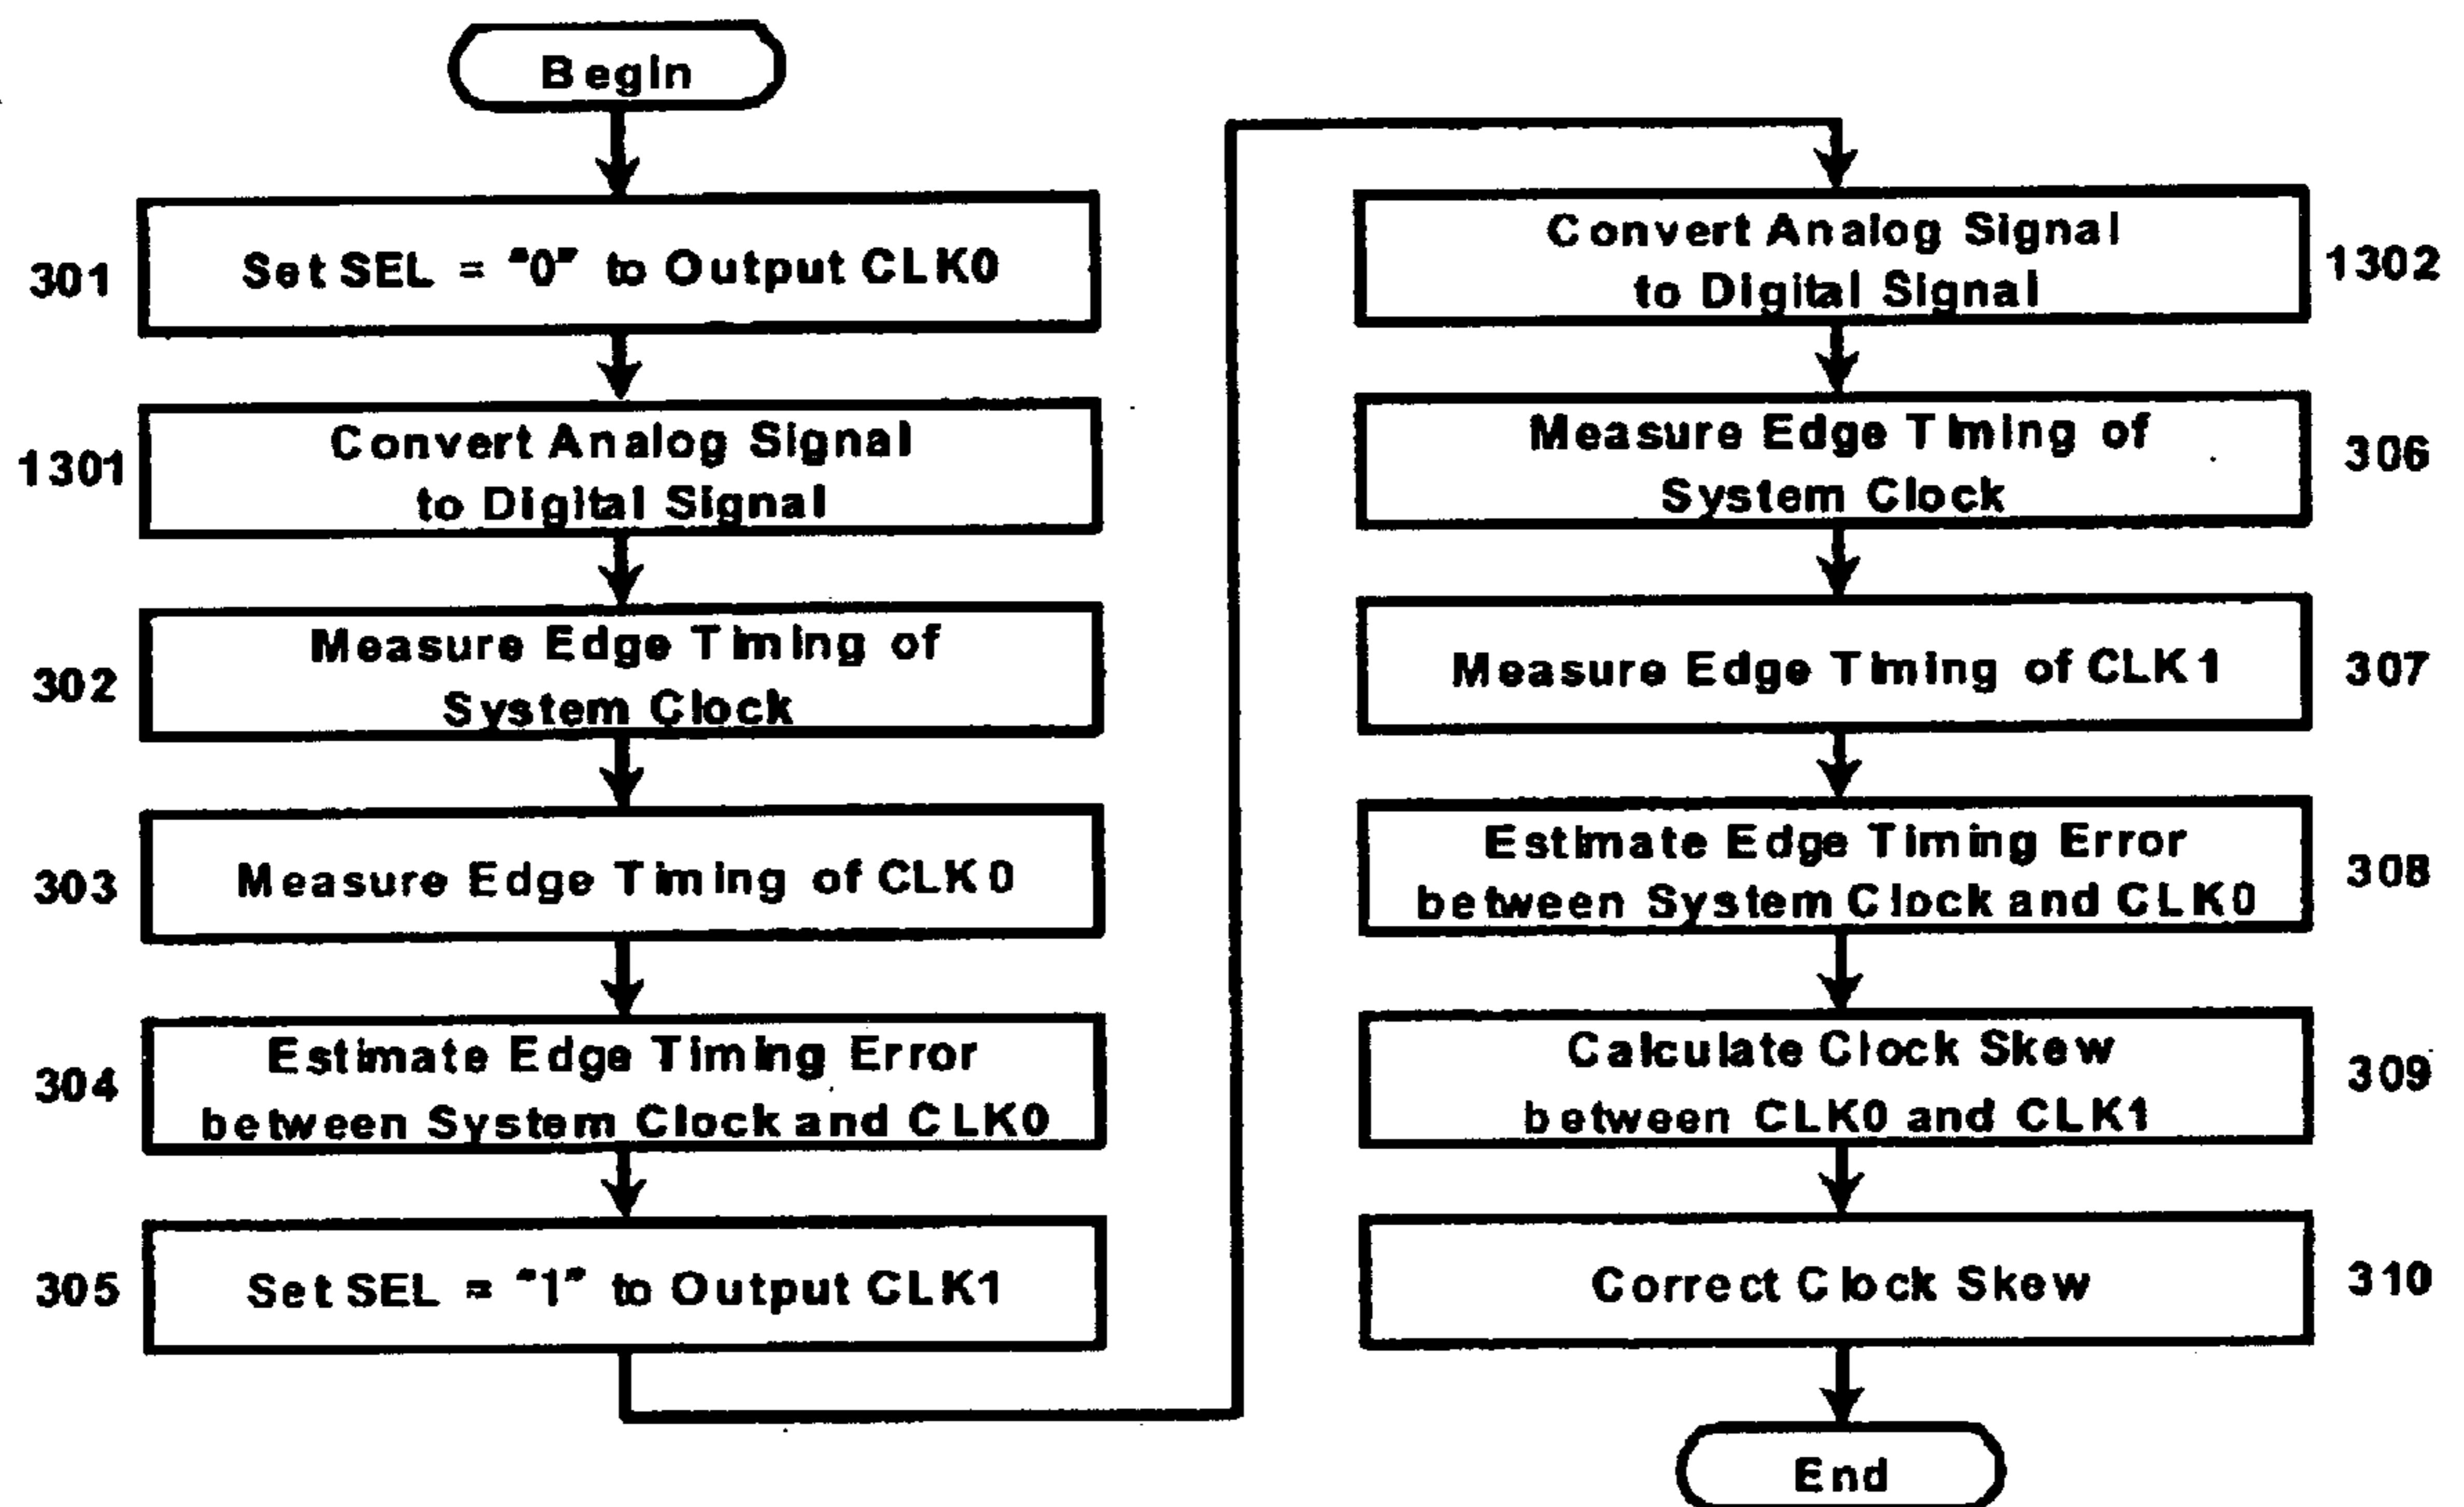 Begin
301
Set SEL = "0" to Output CLK0
1301
Convert Analog Signal
to Digital Signal
302
Measure Edge Timing of
System Clock
303
Measure Edge Timing of CLK0
304
Estimate Edge Timing Error
between System Clock and CLK0
305
Set SEL = "1" to Output CLK1
Convert Analog Signal
to Digital Signal
1302
Measure Edge Timing of
System Clock
306
Measure Edge Timing of CLK1
307
Estimate Edge Timing Error
between System Clock and CLK0
308
Calculate Clock Skew
between CLK0 and CLK1
309
Correct Clock Skew
310
End